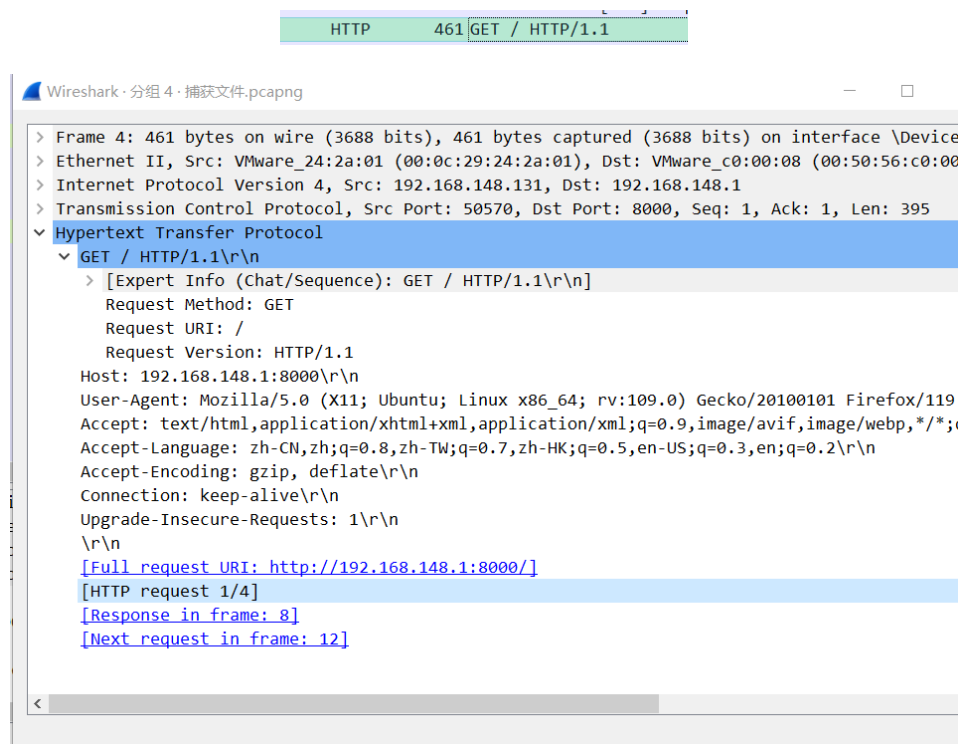 HTTP 461 GET / HTTP/1.1
Wireshark · 分组 4 · 捕获文件.pcapng
Frame 4: 461 bytes on wire (3688 bits), 461 bytes captured (3688 bits) on interface \Device
Ethernet II, Src: VMware_24:2a:01 (00:0c:29:24:2a:01), Dst: VMware_c0:00:08 (00:50:56:c0:00
Internet Protocol Version 4, Src: 192.168.148.131, Dst: 192.168.148.1
Transmission Control Protocol, Src Port: 50570, Dst Port: 8000, Seq: 1, Ack: 1, Len: 395
Hypertext Transfer Protocol
GET / HTTP/1.1\r\n
[Expert Info (Chat/Sequence): GET / HTTP/1.1\r\n]
Request Method: GET
Request URI: /
Request Version: HTTP/1.1
Host: 192.168.148.1:8000\r\n
User-Agent: Mozilla/5.0 (X11; Ubuntu; Linux x86_64; rv:109.0) Gecko/20100101 Firefox/119
Accept: text/html,application/xhtml+xml,application/xml;q=0.9,image/avif,image/webp,*/*;
Accept-Language: zh-CN,zh;q=0.8,zh-TW;q=0.7,zh-HK;q=0.5,en-US;q=0.3,en;q=0.2\r\n
Accept-Encoding: gzip, deflate\r\n
Connection: keep-alive\r\n
Upgrade-Insecure-Requests: 1\r\n
\r\n
[Full request URI: http://192.168.148.1:8000/]
[HTTP request 1/4]
[Response in frame: 8]
[Next request in frame: 12]